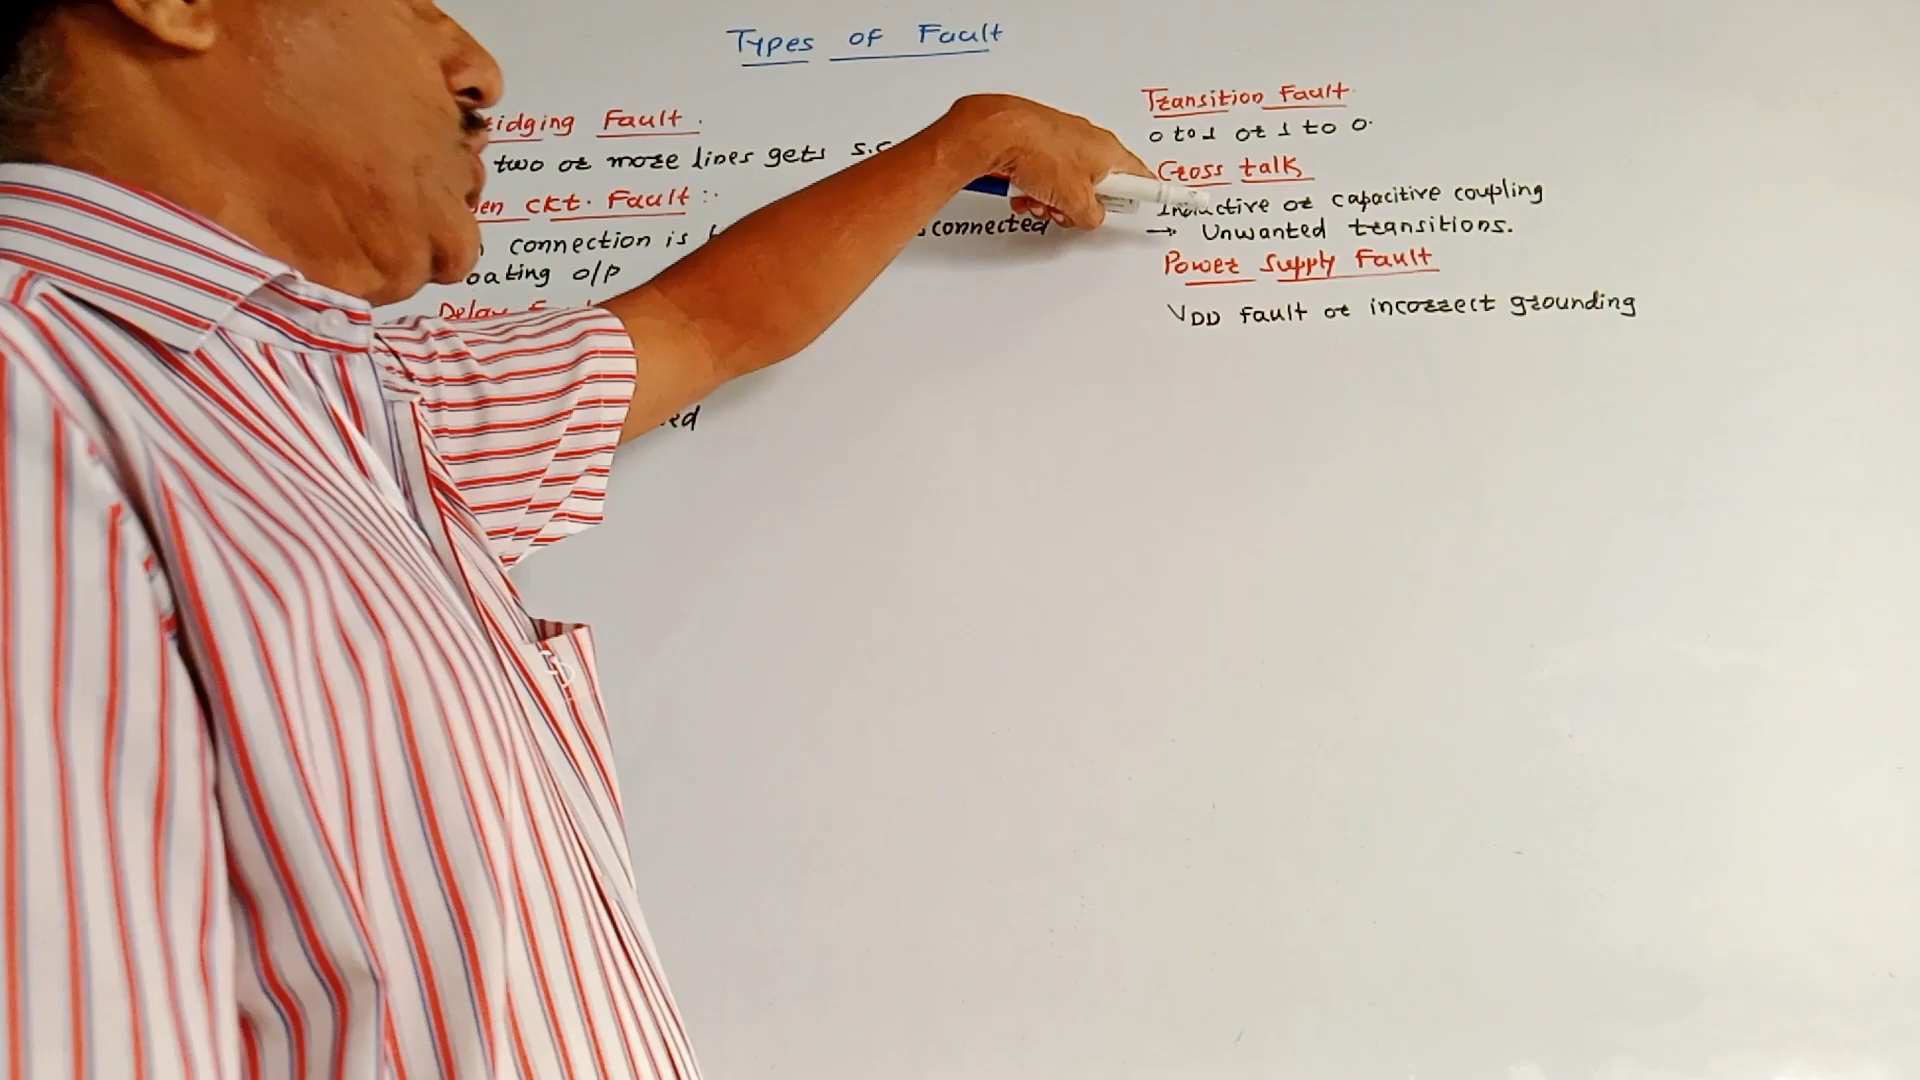 Types of Fault
idging Fault.
two or more lines gets s.c
en ckt. Fault :-
connection is connected
oating o/p
Delay
ed
Transition Fault
0 to 1 or 1 to 0.
Cross talk
Inductive or capacitive coupling
→ Unwanted transitions.
Power supply Fault
VDD fault or incorrect grounding